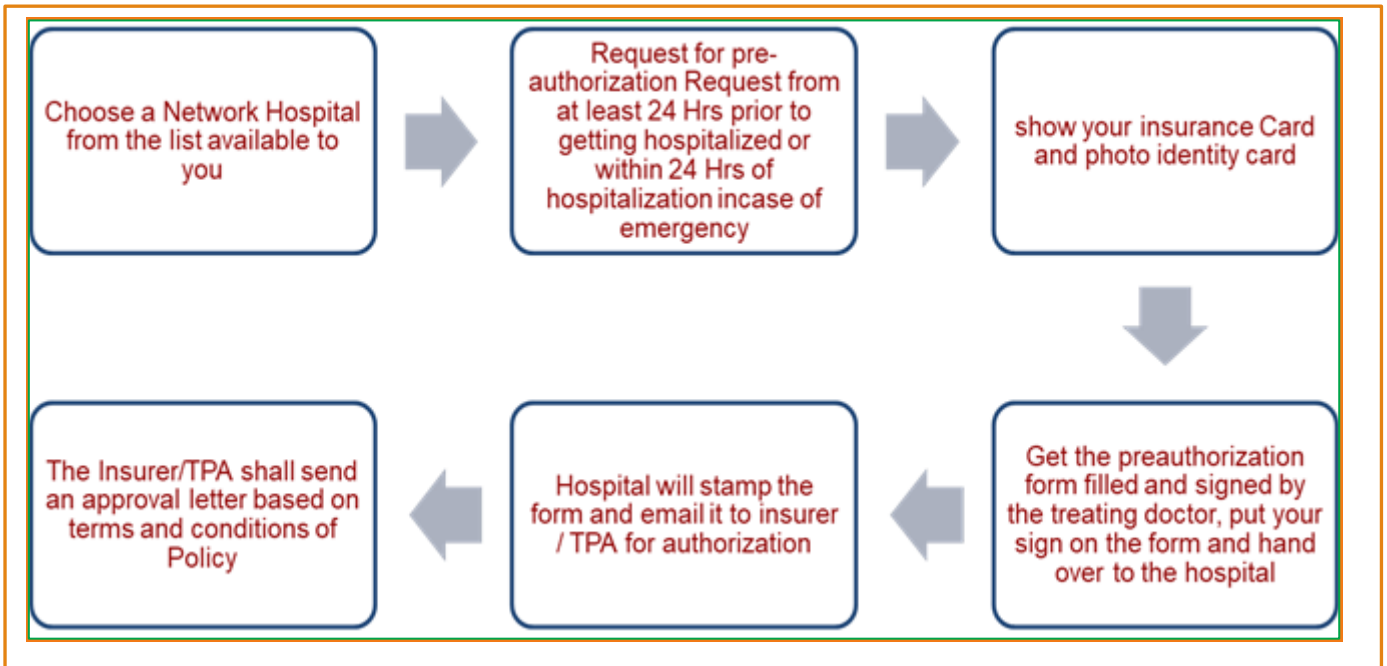 Choose a Network Hospital
from the list available to
you
Request for pre-
authorization Request from
at least 24 Hrs prior to
getting hospitalized or
within 24 Hrs of
hospitalization incase of
emergency
show your insurance Card
and photo identity card
Get the preauthorization
form filled and signed by
the treating doctor, put your
sign on the form and hand
over to the hospital
Hospital will stamp the
form and email it to insurer
/ TPA for authorization
The Insurer/TPA shall send
an approval letter based on
terms and conditions of
Policy